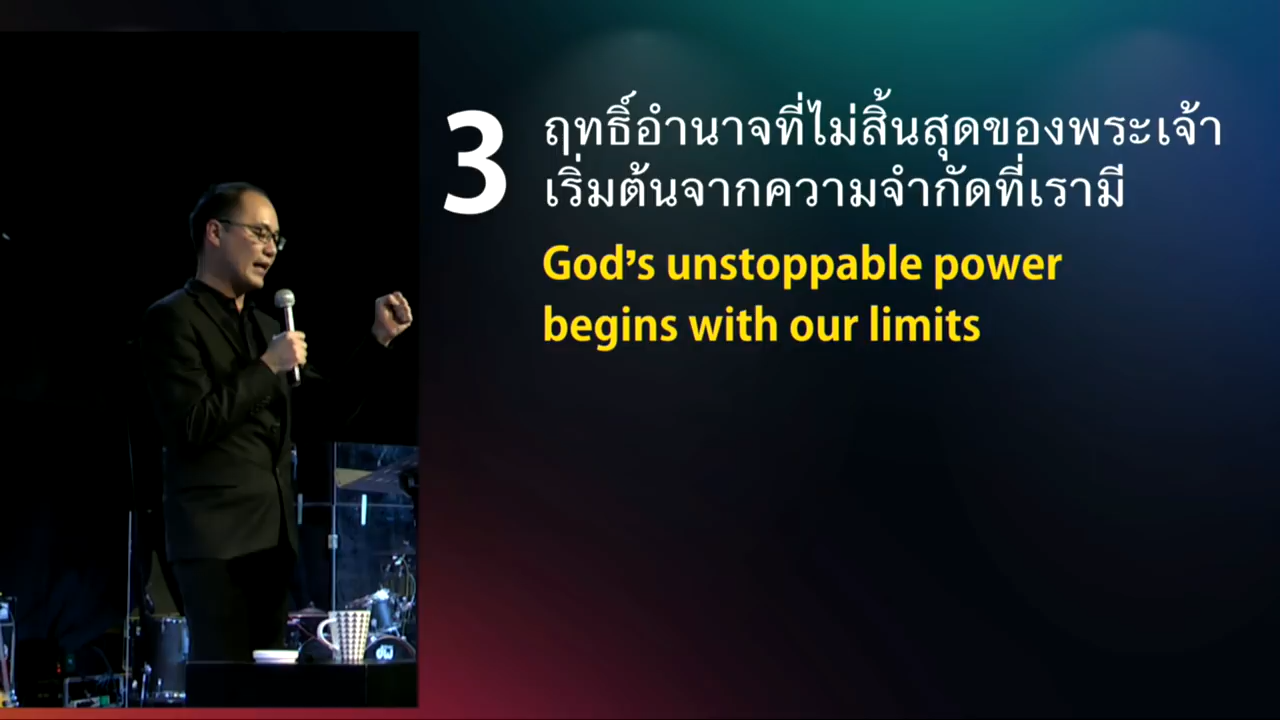 3
ฤทธิ์อำนาจที่ไม่สิ้นสุดของพระเจ้า
เริ่มต้นจากความจำกัดที่เรามี
God's unstoppable power
begins with our limits
dw